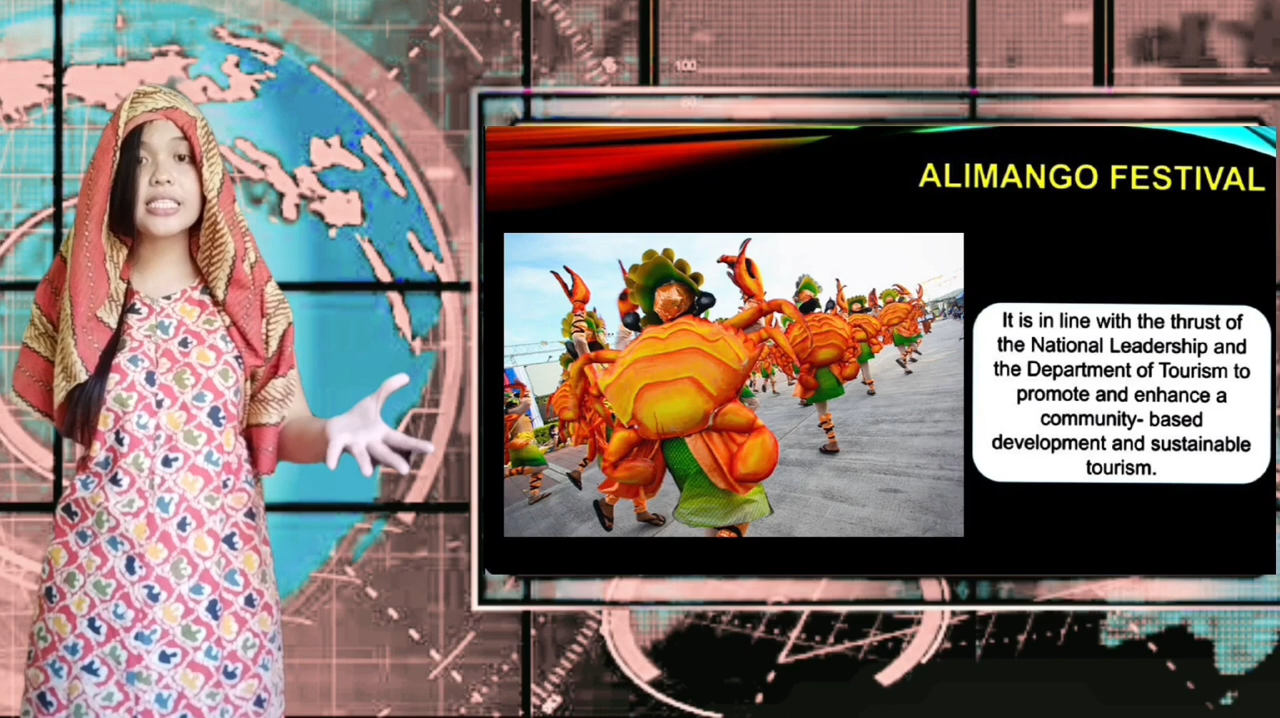 100
ALIMANGO FESTIVAL
It is in line with the thrust of
the National Leadership and
the Department of Tourism to
promote and enhance a
community- based
development and sustainable
tourism.